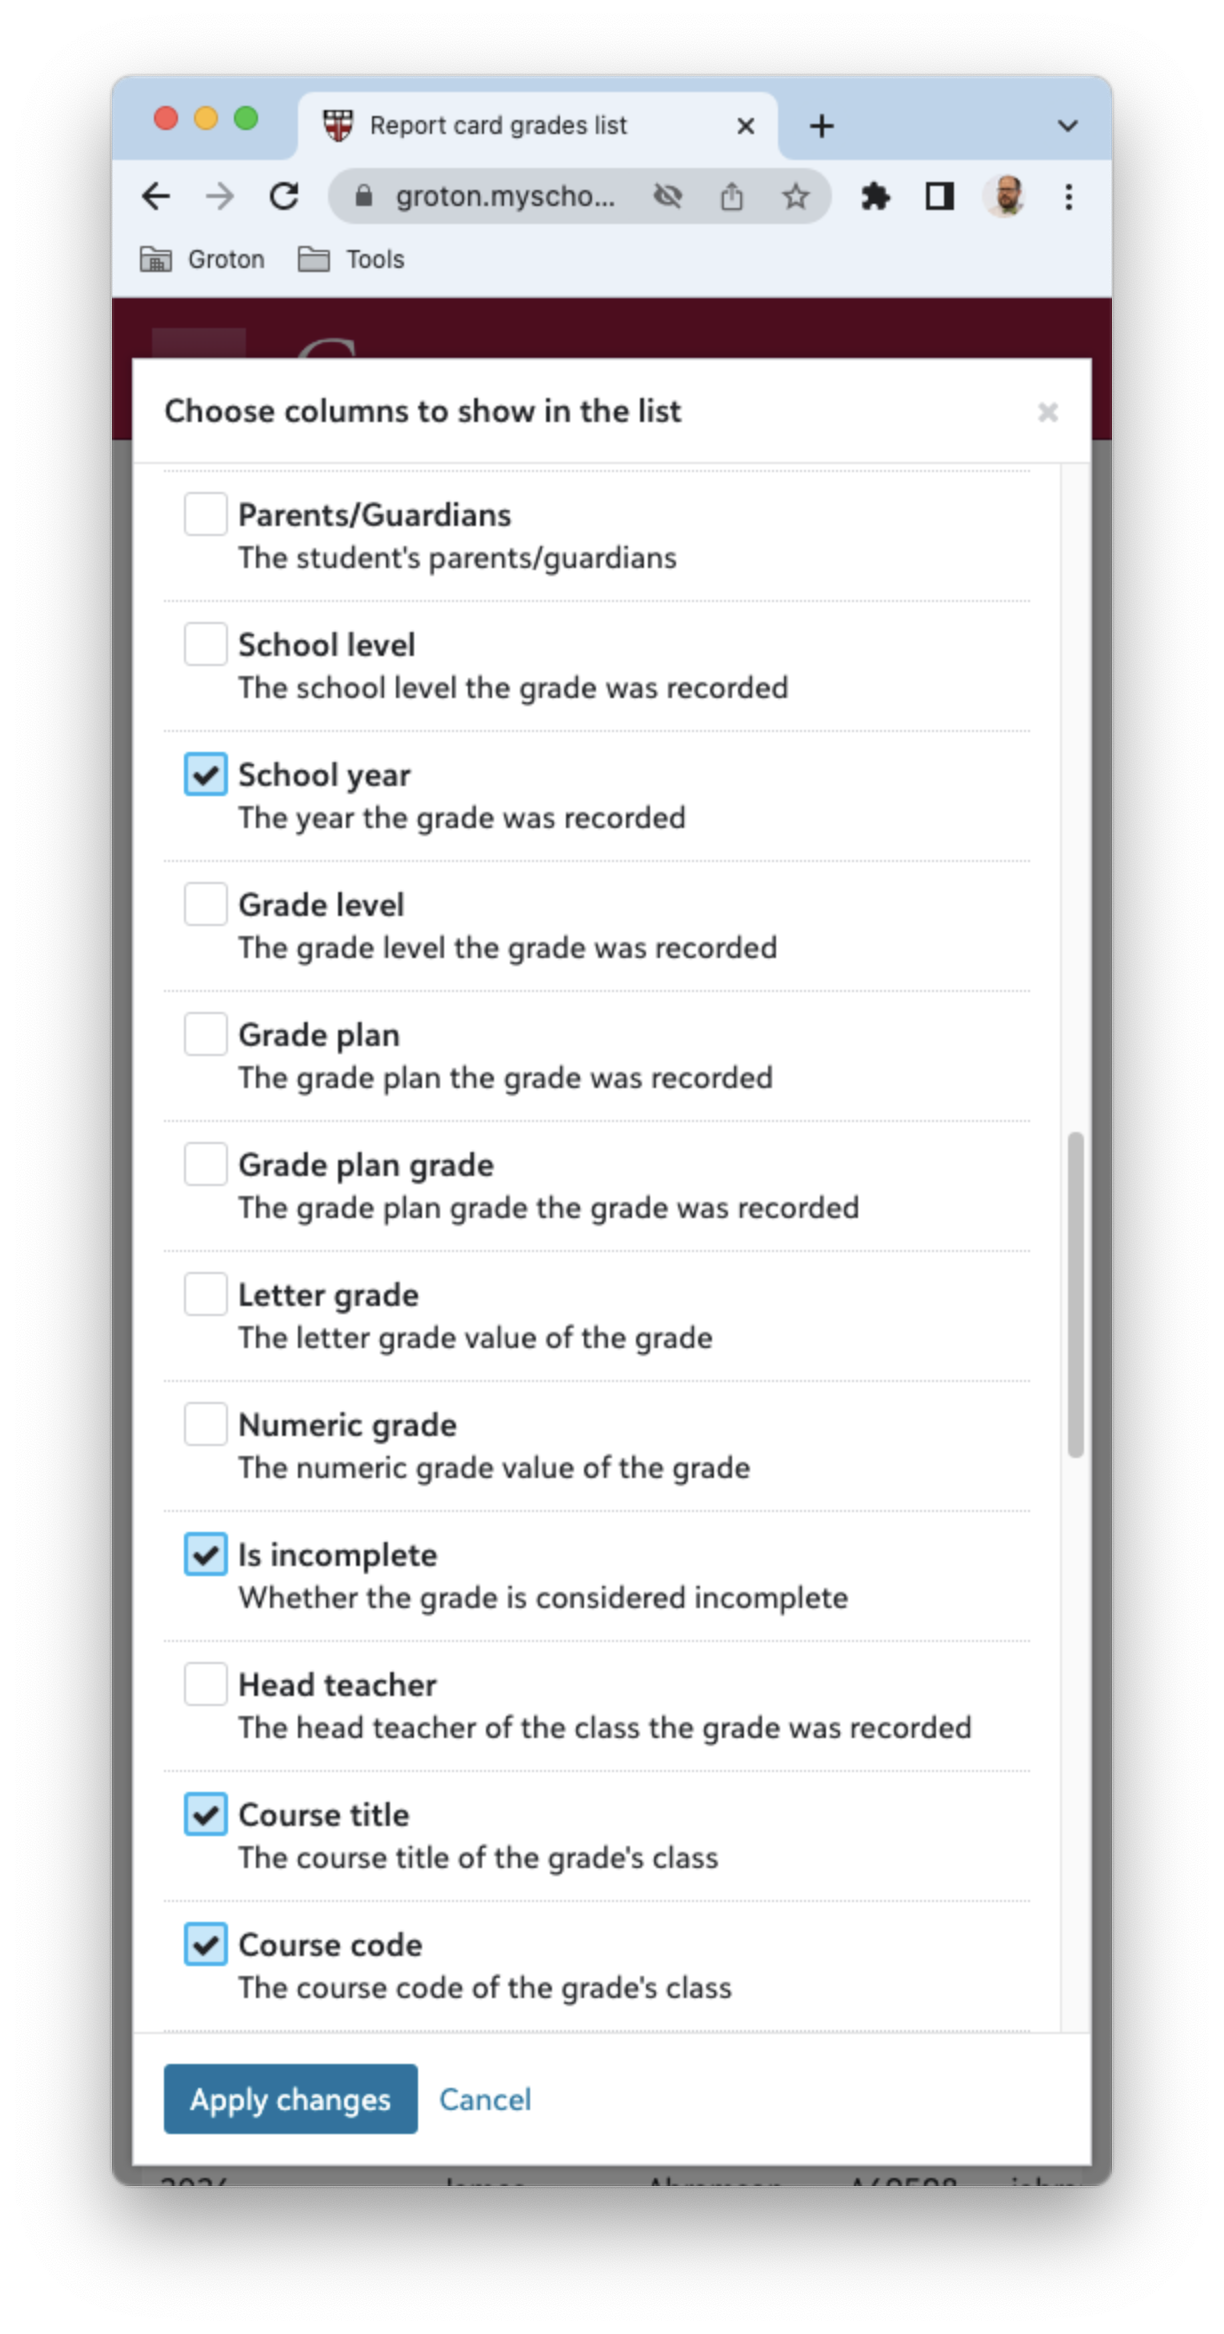 Report card grades list
groton.myscho...
Groton
Tools
Choose columns to show in the list
Parents/Guardians
The student's parents/guardians
School level
The school level the grade was recorded
School year
The year the grade was recorded
Grade level
The grade level the grade was recorded
Grade plan
The grade plan the grade was recorded
Grade plan grade
The grade plan grade the grade was recorded
Letter grade
The letter grade value of the grade
Numeric grade
The numeric grade value of the grade
Is incomplete
Whether the grade is considered incomplete
Head teacher
The head teacher of the class the grade was recorded
Course title
The course title of the grade's class
Course code
The course code of the grade's class
Apply changes
Cancel